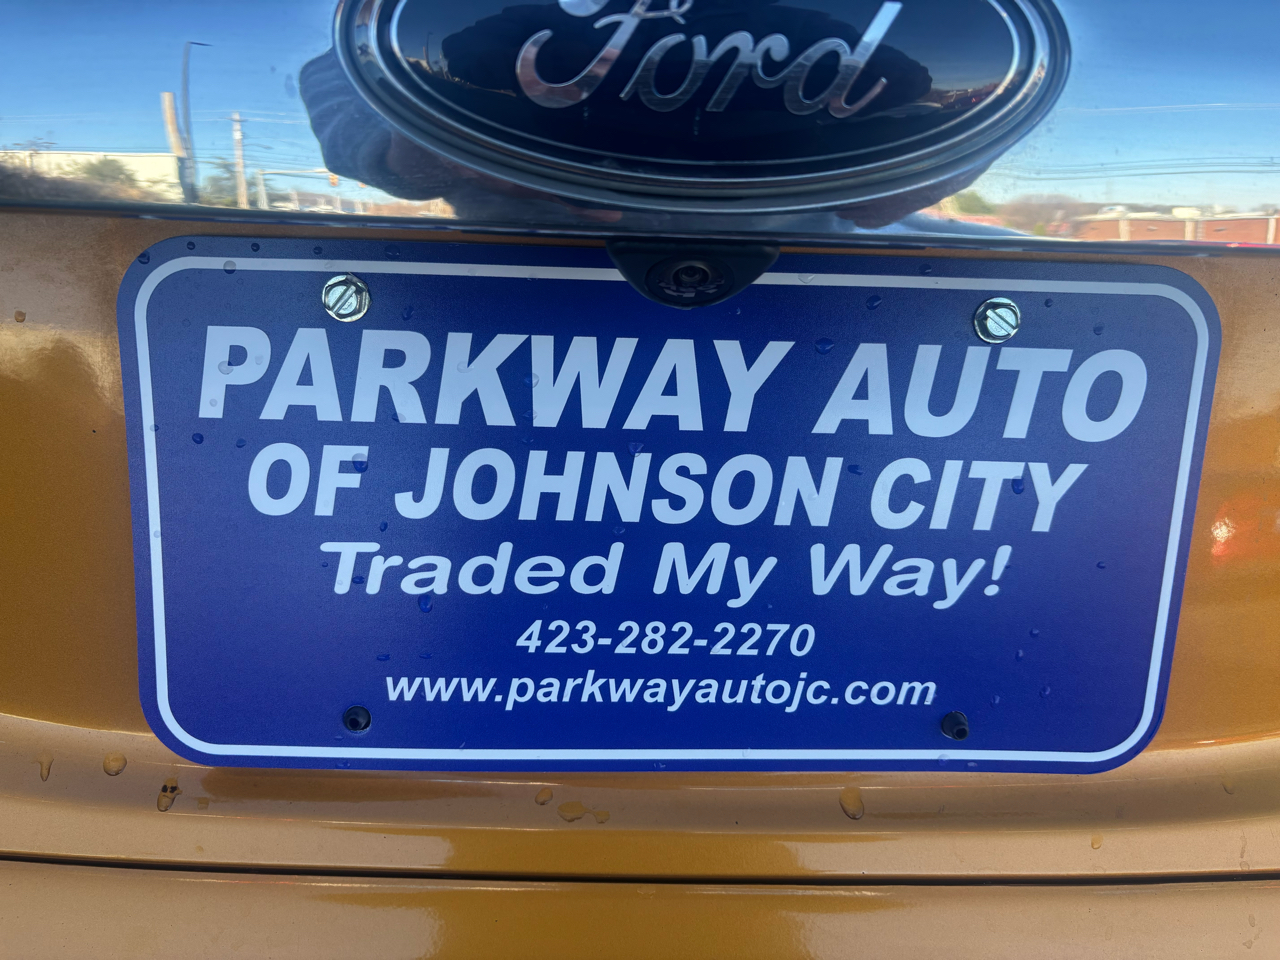 Ford
PARKWAY AUTO
OF JOHNSON CITY
Traded My Way!
423-282-2270
www.parkwayautojc.com